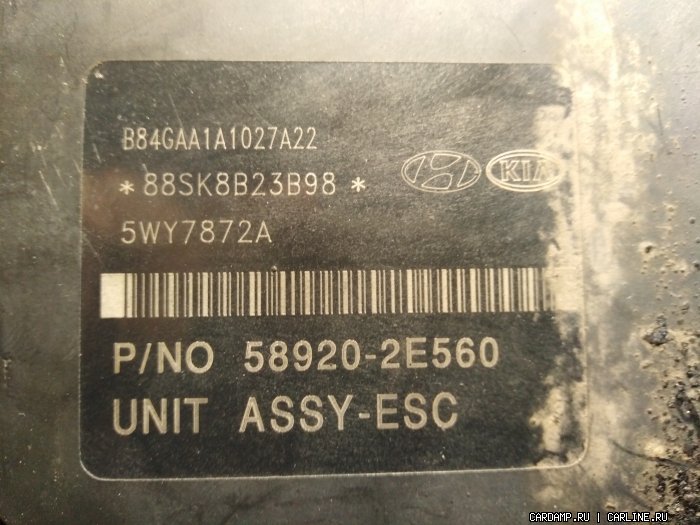 B84GAA1A1027A22
*88SK8B23B98*
KIA
5WY7872A
P/NO 58920-2E560
UNIT ASSY-ESC
CARDAMP.RU | CARLINE.RU